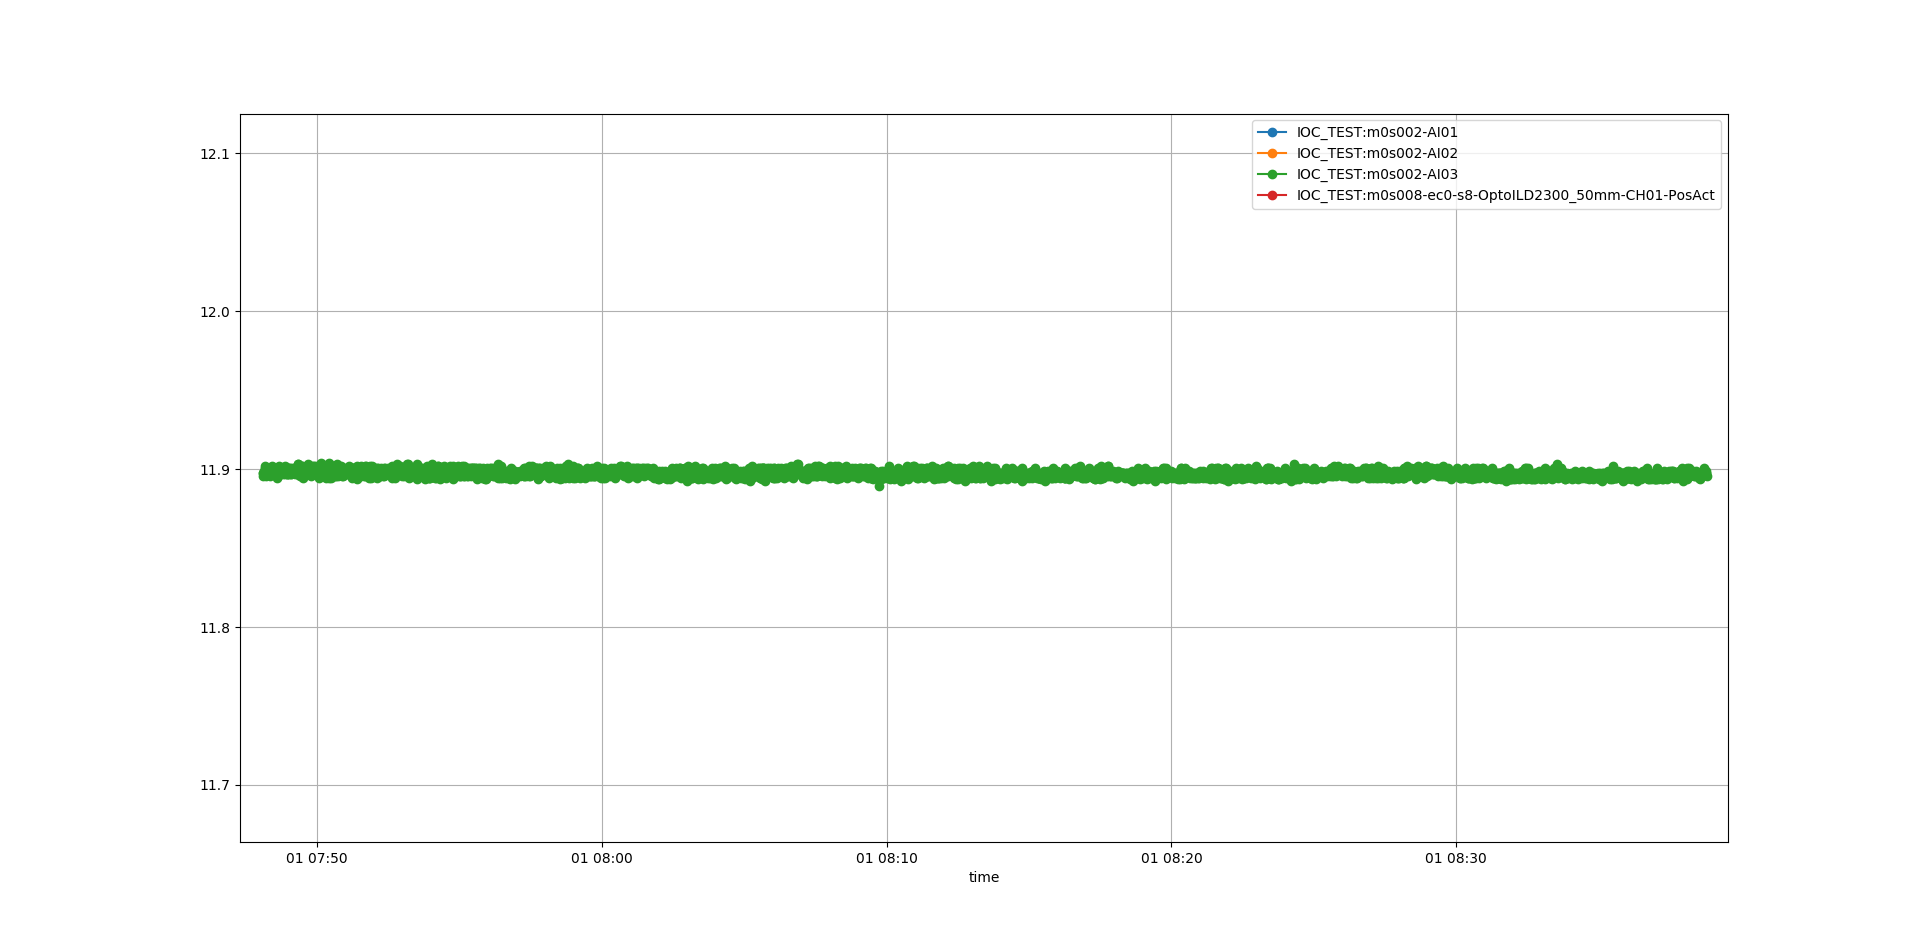 IOC_TEST:m0s002-AI01
IOC_TEST:m0s002-AI02
IOC_TEST:m0s002-AI03
IOC_TEST:m0s008-ec0-s8-OptoILD2300_50mm-CH01-PosAct
12.1
12.0
11.9
11.8
11.7
01 07:50 01 08:00 01 08:10 01 08:20 01 08:30
time